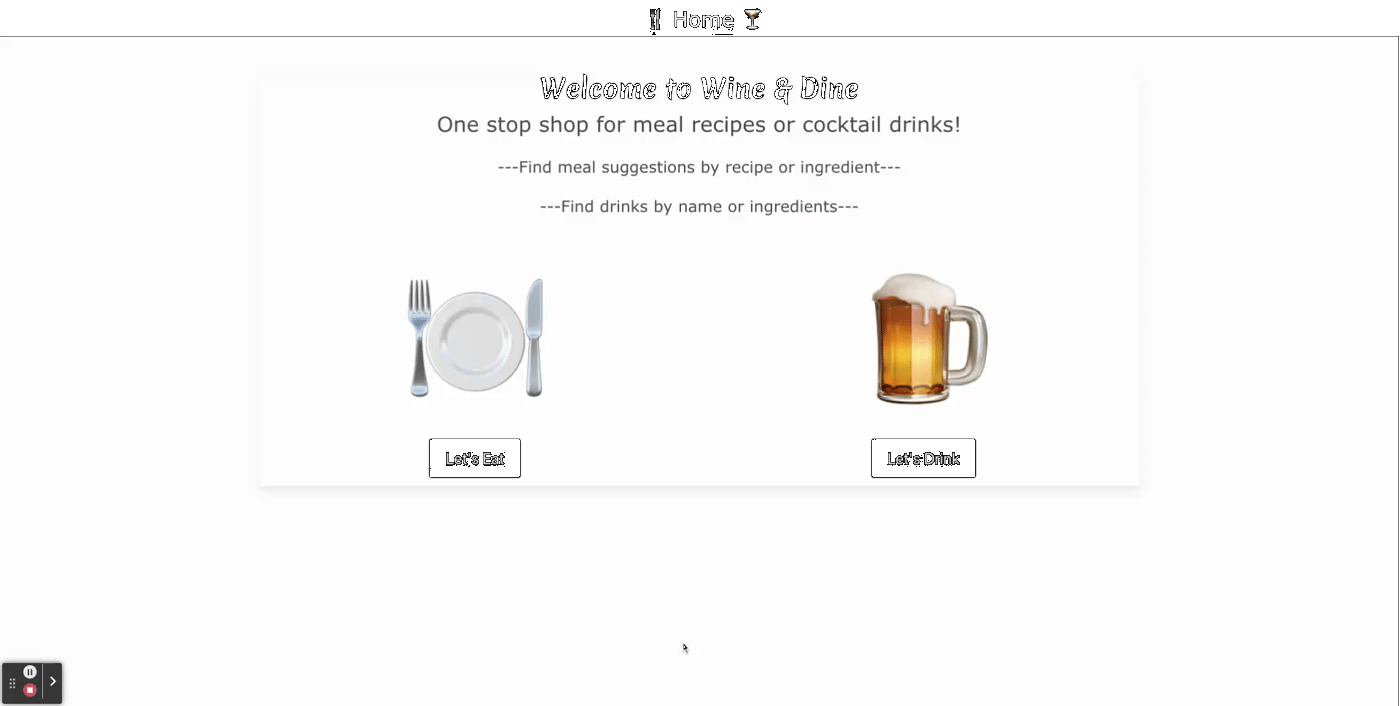 Home
Welcome to Wine & Dine
One stop shop for meal recipes or cocktail drinks!
---Find meal suggestions by recipe or ingredient---
---Find drinks by name or ingredients---
Let's Eat
Let's Drink